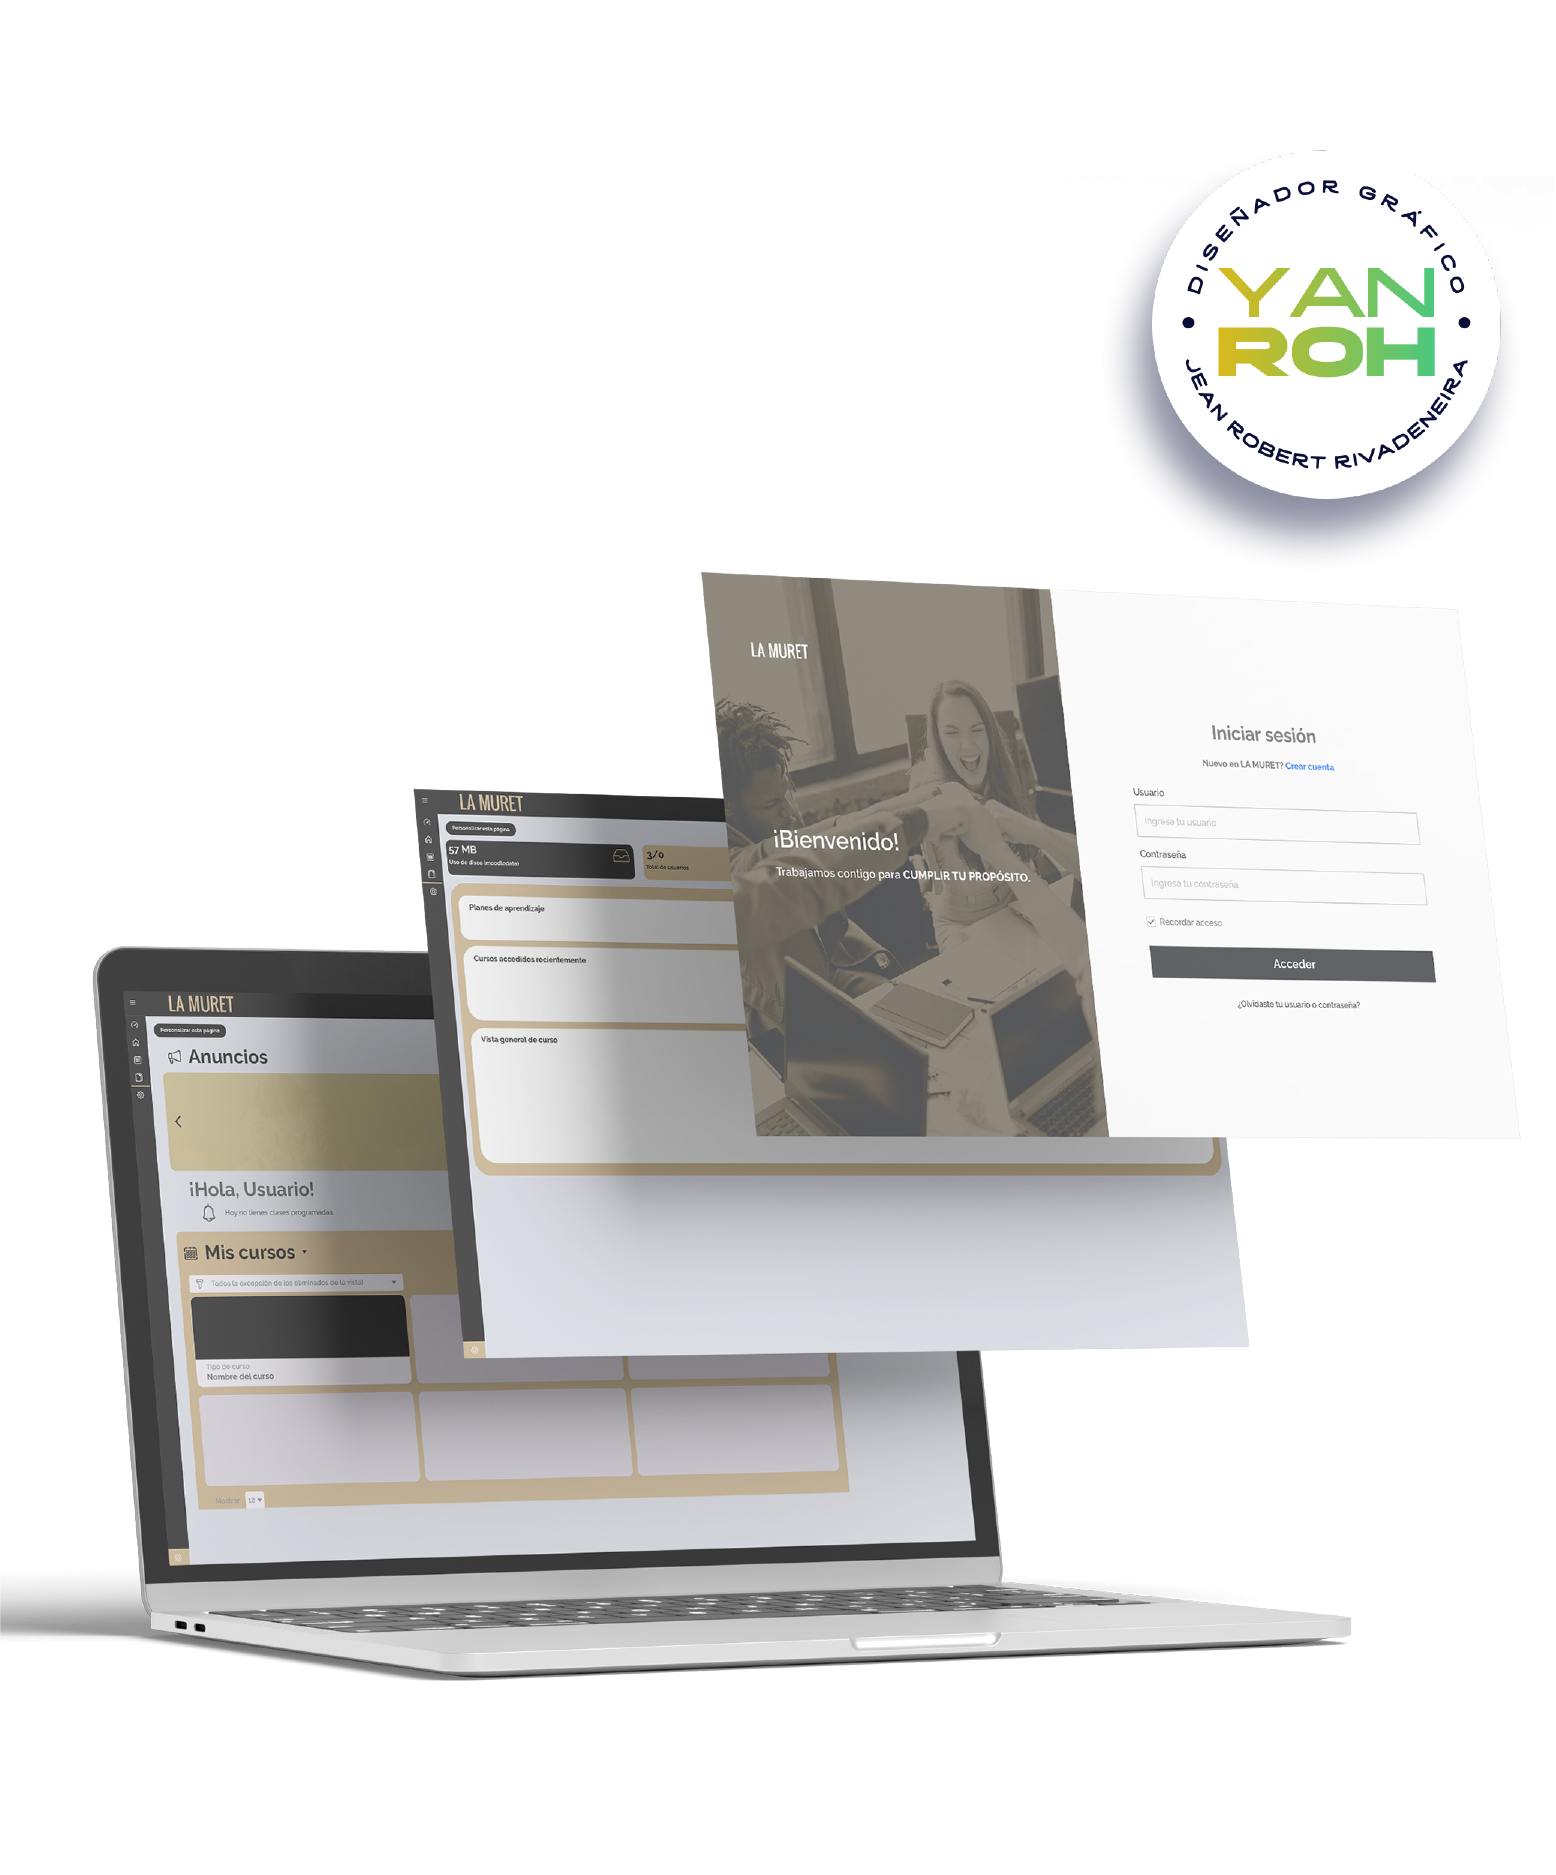 DISEÑADOR GRÁFICO
YAN
ROH
JEAN ROBERT RIVADENEIRA
LA MURET
¡Bienvenido!
Trabajamos contigo para CUMPLIR TU PROPÓSITO.
Iniciar sesión
Nuevo en LA MURET? Crear cuenta
Usuario
Ingresa tu usuario
Contraseña
Ingresa tu contraseña
Recordar acceso
Acceder
¿Olvidaste tu usuario o contraseña?
LA MURET
Personalizar esta página
57 MB
Uso de disco (moodledata)
3/0
Total de usuarios
Planes de aprendizaje
Cursos accedidos recientemente
Vista general de curso
LA MURET
Personalizar esta página
Anuncios
¡Hola, Usuario!
Hoy no tienes clases programadas
Mis cursos
Todos (a excepción de los eliminados de la vista)
Tipo de curso
Nombre del curso
Mostrar 12